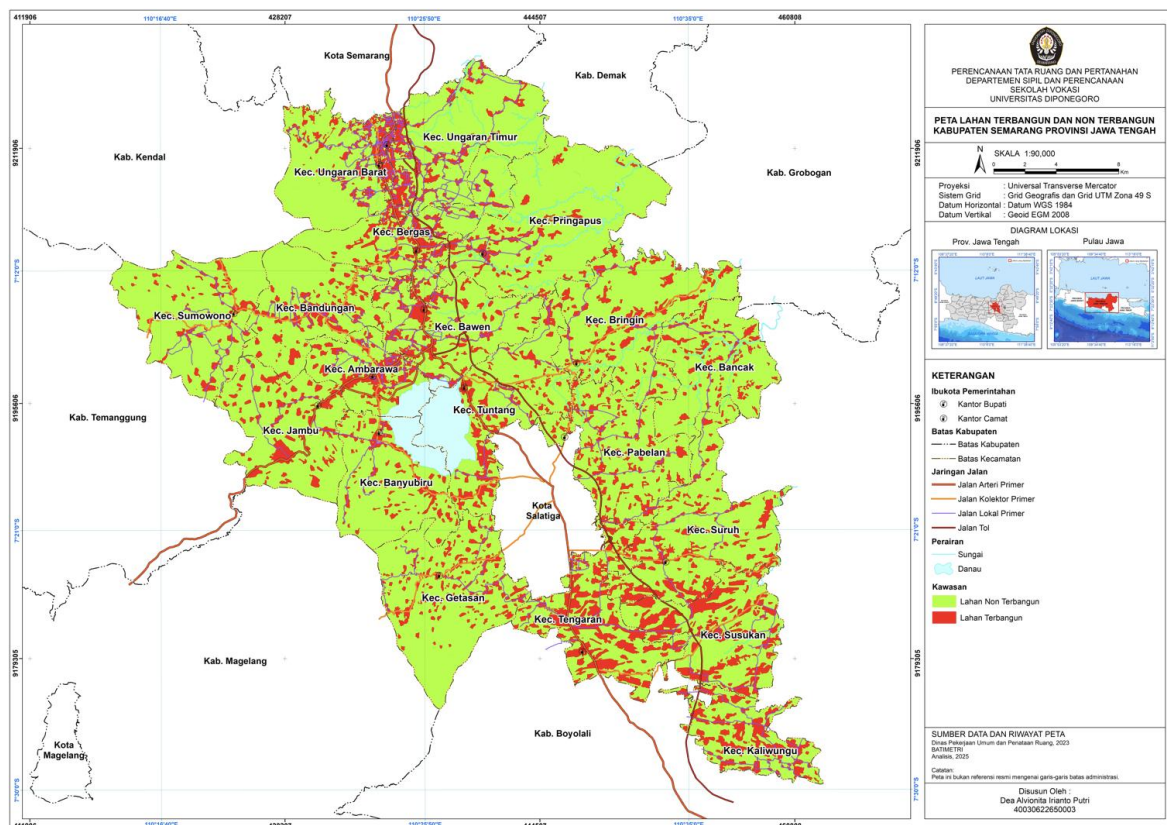 411906
110°16'40"E
428207
110°25'50"E
444507
110°35'0"E
460808
9211906
9195606
9179305
7°12'0"S
7°21'0"S
7°30'0"S
Kota Semarang
Kab. Demak
Kab. Kendal
Kec. Ungaran Timur
Kec. Ungaran Barat
Kab. Grobogan
Kec. Pringapus
Kec. Bergas
Kec. Bandungan
Kec. Sumowono
Kec. Bawen
Kec. Bringin
Kec. Ambarawa
Kec. Bancak
Kab. Temanggung
Kec. Tuntang
Kec. Jambu
Kec. Pabelan
Kec. Banyubiru
Kota
Salatiga
Kec. Suruh
Kec. Getasan
Kec. Tengaran
Kec. Susukan
Kab. Magelang
Kab. Boyolali
Kota
Magelang
Kec. Kaliwungu
PERENCANAAN TATA RUANG DAN PERTANAHAN
DEPARTEMEN SIPIL DAN PERENCANAAN
SEKOLAH VOKASI
UNIVERSITAS DIPONEGORO
PETA LAHAN TERBANGUN DAN NON TERBANGUN
KABUPATEN SEMARANG PROVINSI JAWA TENGAH
N
SKALA 1:90,000
0 2 4 8
Km
Proyeksi : Universal Transverse Mercator
Sistem Grid : Grid Geografis dan Grid UTM Zona 49 S
Datum Horizontal : Datum WGS 1984
Datum Vertikal : Geoid EGM 2008
DIAGRAM LOKASI
Prov. Jawa Tengah
Pulau Jawa
LAUT JAWA
LAUT JAWA
KETERANGAN
Ibukota Pemerintahan
Kantor Bupati
Kantor Camat
Batas Kabupaten
Batas Kabupaten
Batas Kecamatan
Jaringan Jalan
Jalan Arteri Primer
Jalan Kolektor Primer
Jalan Lokal Primer
Jalan Tol
Perairan
Sungai
Danau
Kawasan
Lahan Non Terbangun
Lahan Terbangun
SUMBER DATA DAN RIWAYAT PETA
Dinas Pekerjaan Umum dan Penataan Ruang, 2023
BATIMETRI
Analisis, 2025
Catatan:
Peta ini bukan referensi resmi mengenai garis-garis batas administrasi.
Disusun Oleh :
Dea Alvionita Irianto Putri
40030622650003